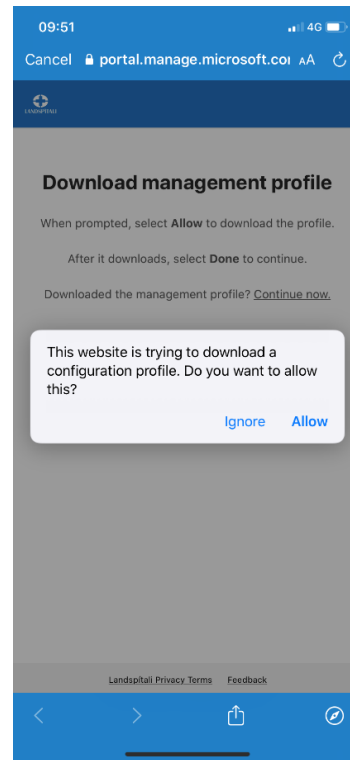 09:51
4G
Cancel portal.manage.microsoft.coı AA
LANDSPITALI
Download management profile
When prompted, select Allow to download the profile.
After it downloads, select Done to continue.
Downloaded the management profile? Continue now.
This website is trying to download a
configuration profile. Do you want to allow
this?
Ignore Allow
Landspítali Privacy Terms Feedback